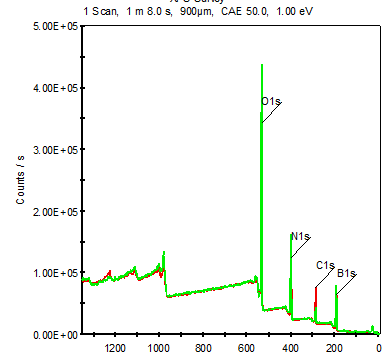 1 Scan, 1 m 8.0 s, 900µm, CAE 50.0, 1.00 eV
5.00E+05
4.00E+05
3.00E+05
2.00E+05
1.00E+05
0.00E+00
Counts / s
O1s
N1s
C1s
B1s
1200 1000 800 600 400 200 0